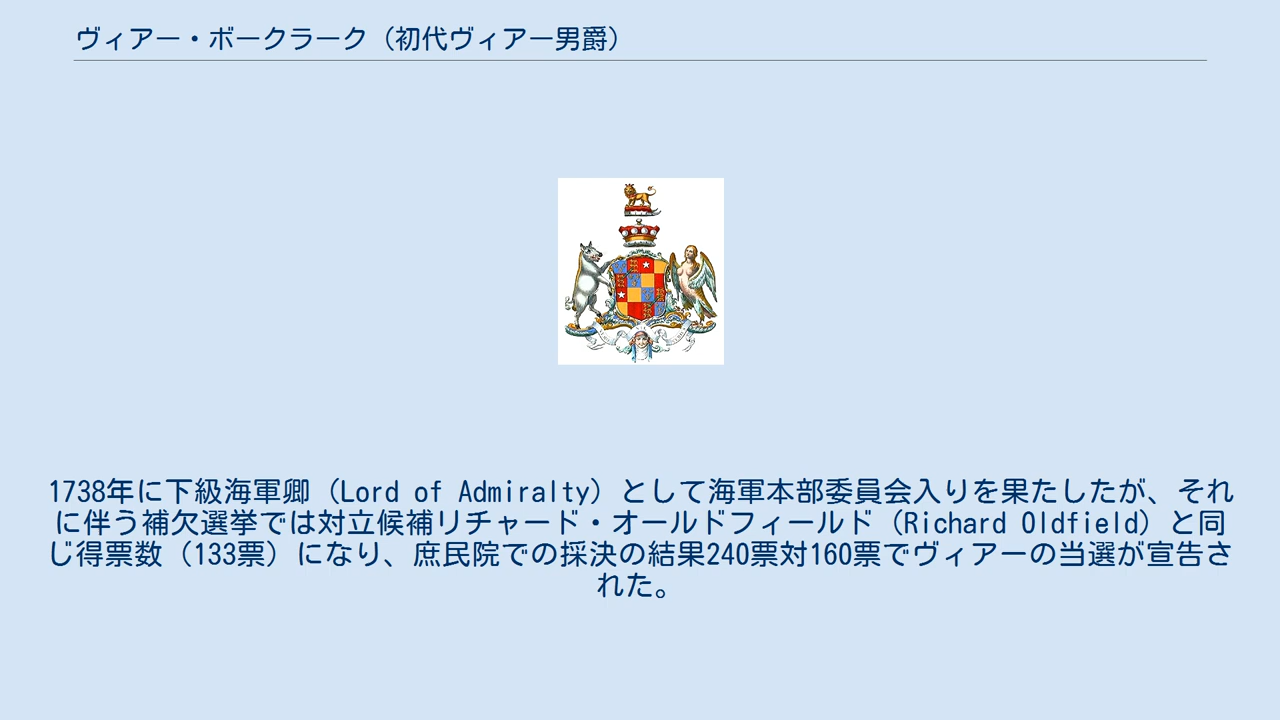 ヴィアー・ボークラーク（初代ヴィアー男爵）
1738年に下級海軍卿（Lord of Admiralty）として海軍本部委員会入りを果たしたが、それ
に伴う補欠選挙では対立候補リチャード・オールドフィールド（Richard Oldfield）と同
じ得票数（133票）になり、庶民院での採決の結果240票対160票でヴィアーの当選が宣告さ
れた。